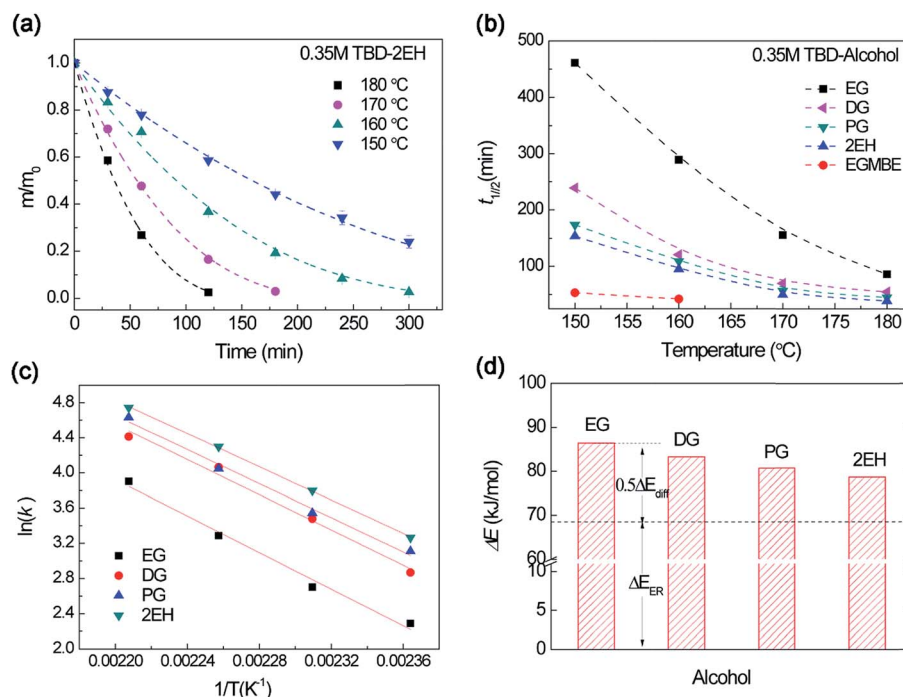 (a)
0.35M TBD-2EH
180 °C
170 °C
160 °C
150 °C
1.0
0.8
0.6
0.4
0.2
0.0
m/m0
0 50 100 150 200 250 300
Time (min)
(b)
0.35M TBD-Alcohol
EG
DG
PG
2EH
EGMBE
500
400
300
200
100
t1//2(min)
150 155 160 165 170 175 180
Temperature (°C)
(c)
4.8
4.4
4.0
3.6
3.2
2.8
2.4
2.0
ln(k)
EG
DG
PG
2EH
0.00220 0.00224 0.00228 0.00232 0.00236
1/T(K-1)
(d)
100
90
80
70
60
10
5
0
ΔE (kJ/mol)
EG
DG
PG
2EH
0.5ΔEdiff
ΔEER
Alcohol